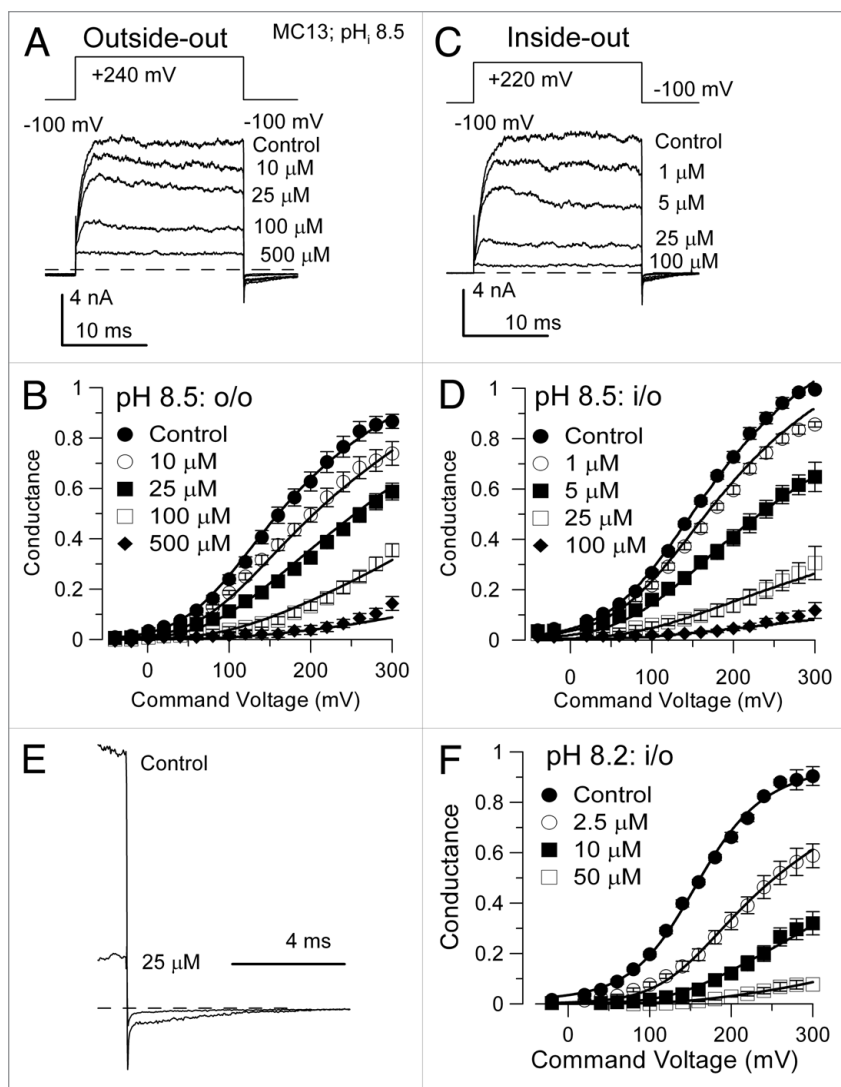 A
Outside-out
MC13; pHi 8.5
+240 mV
-100 mV
-100 mV
Control
10 μM
25 μM
100 μM
500 μM
4 nA
10 ms
C
Inside-out
+220 mV
-100 mV
-100 mV
Control
1 μM
5 μM
25 μM
100 μM
4 nA
10 ms
B
pH 8.5: o/o
Control
10 μM
25 μM
100 μM
500 μM
Conductance
1
0.8
0.6
0.4
0.2
0
0 100 200 300
Command Voltage (mV)
D
pH 8.5: i/o
Control
1 μM
5 μM
25 μM
100 μM
Conductance
1
0.8
0.6
0.4
0.2
0
0 100 200 300
Command Voltage (mV)
E
Control
25 μM
4 ms
F
pH 8.2: i/o
Control
2.5 μM
10 μM
50 μM
Conductance
1
0.8
0.6
0.4
0.2
0
0 100 200 300
Command Voltage (mV)